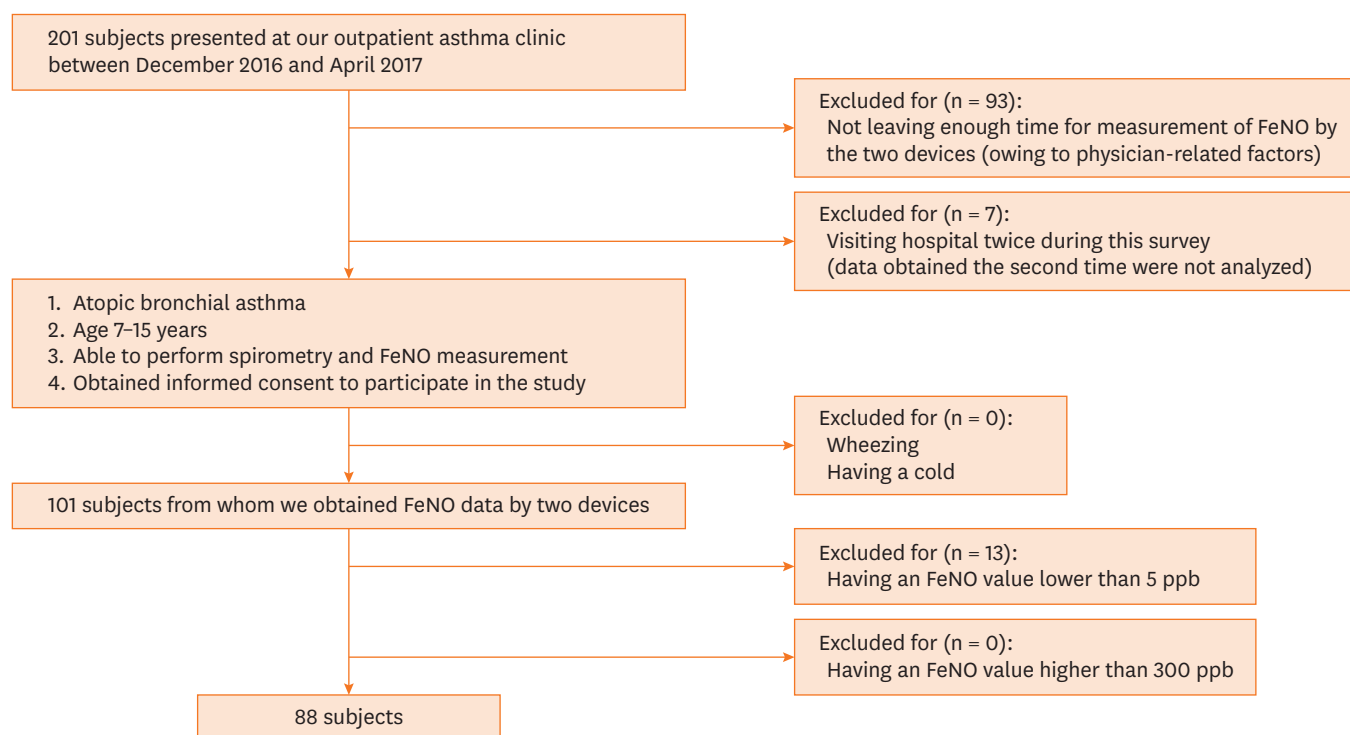 201 subjects presented at our outpatient asthma clinic
between December 2016 and April 2017
Excluded for (n = 93):
Not leaving enough time for measurement of FeNO by
the two devices (owing to physician-related factors)
Excluded for (n = 7):
Visiting hospital twice during this survey
(data obtained the second time were not analyzed)
1. Atopic bronchial asthma
2. Age 7–15 years
3. Able to perform spirometry and FeNO measurement
4. Obtained informed consent to participate in the study
Excluded for (n = 0):
Wheezing
Having a cold
101 subjects from whom we obtained FeNO data by two devices
Excluded for (n = 13):
Having an FeNO value lower than 5 ppb
Excluded for (n = 0):
Having an FeNO value higher than 300 ppb
88 subjects